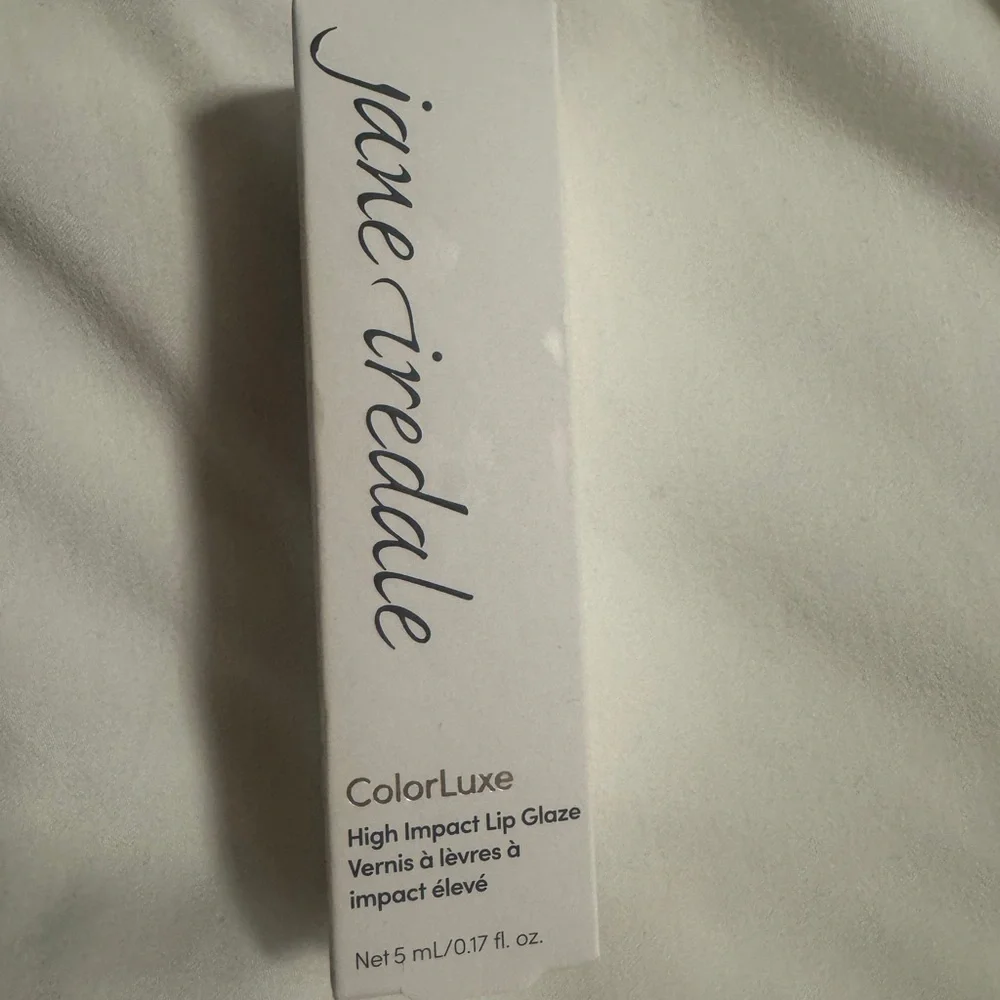 jane iredale
ColorLuxe
High Impact Lip Glaze
Vernis à lèvres à
impact élevé
Net 5 mL/0.17 fl. oz.